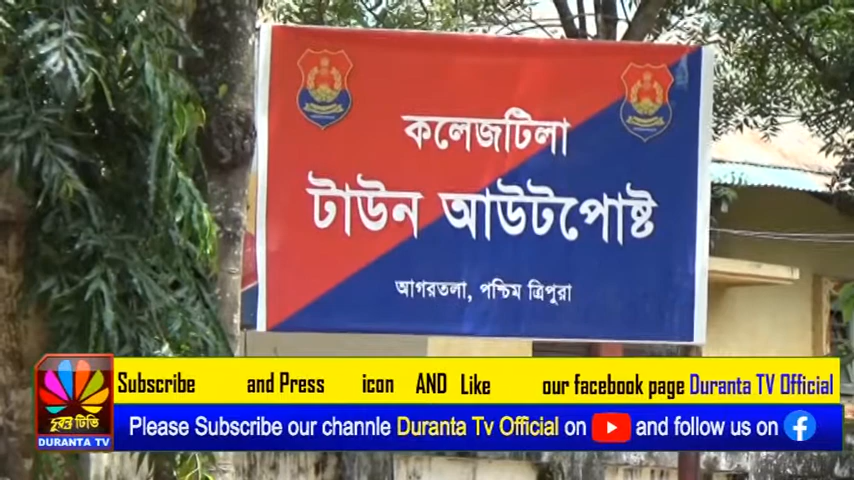 কলেজটিলা
টাউন আউটপোষ্ট
আগরতলা, পশ্চিম ত্রিপুরা
Subscribe and Press icon AND Like our facebook page Duranta TV Official
দুরন্ত টিভি
DURANTA TV
Please Subscribe our channle Duranta Tv Official on and follow us on